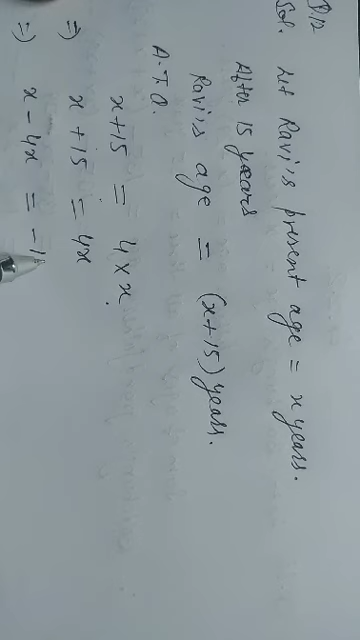 Q.12
Sol. Let Ravi's present age = x years.
After 15 years
Ravi's age = (x+15) years.
A.T.Q.
x+15 = 4 × x.
⇒ x + 15 = 4x
⇒ x - 4x = -1